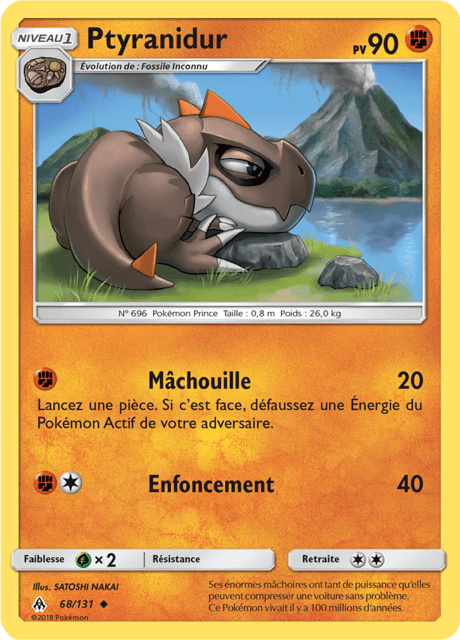 NIVEAU 1
Ptyranidur
PV 90
Évolution de : Fossile Inconnu
N° 696 Pokémon Prince Taille : 0,8 m Poids : 26,0 kg
Mâchouille 20
Lancez une pièce. Si c'est face, défaussez une Énergie du
Pokémon Actif de votre adversaire.
Enfoncement 40
Faiblesse × 2 Résistance Retraite
Illus. SATOSHI NAKAI
68/131
©2018 Pokémon
Ses énormes mâchoires ont tant de puissance qu'elles
peuvent compresser une voiture sans problème.
Ce Pokémon vivait il y a 100 millions d'années.